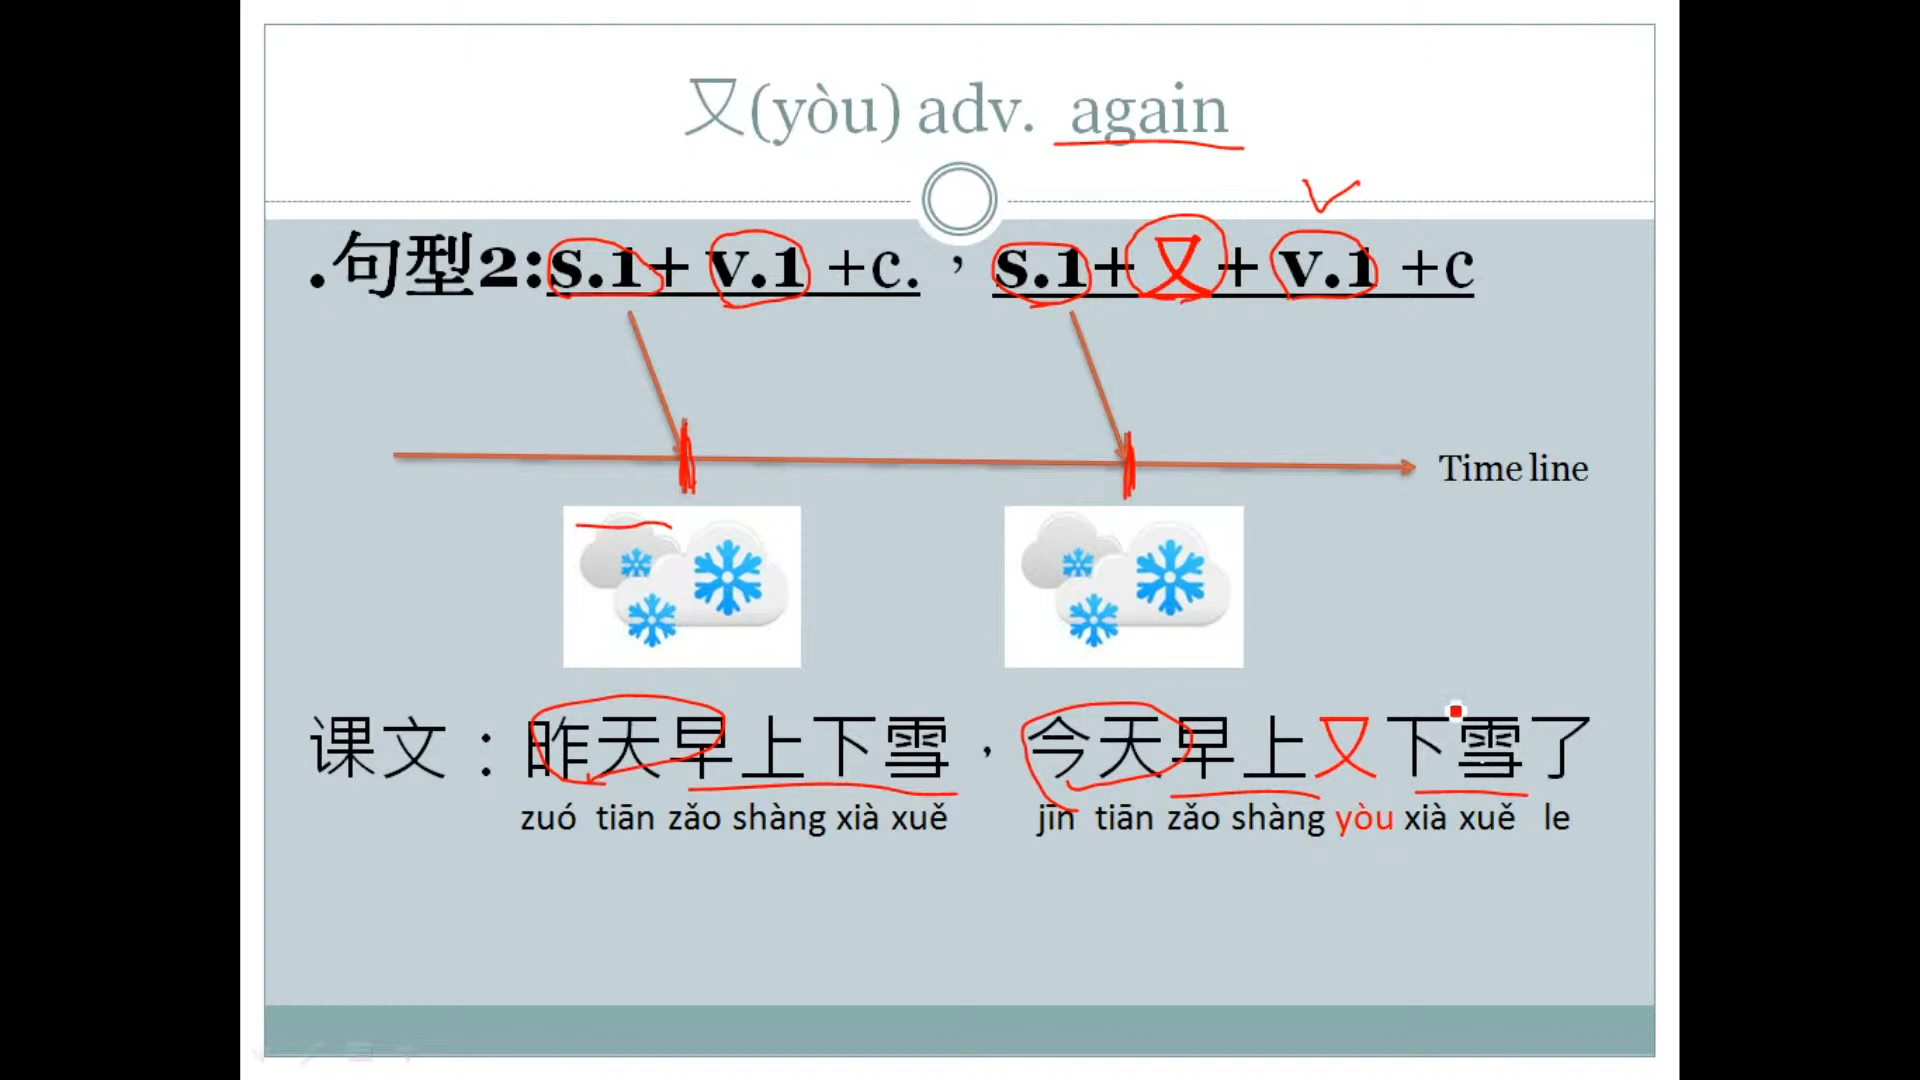 又(yòu) adv. again
.句型2:s.1+ v.1 +c. ，s.1+又+ v.1 +c
Time line
课文：昨天早上下雪，今天早上又下雪了
zuó tiān zǎo shàng xià xuě jīn tiān zǎo shàng yòu xià xuě le